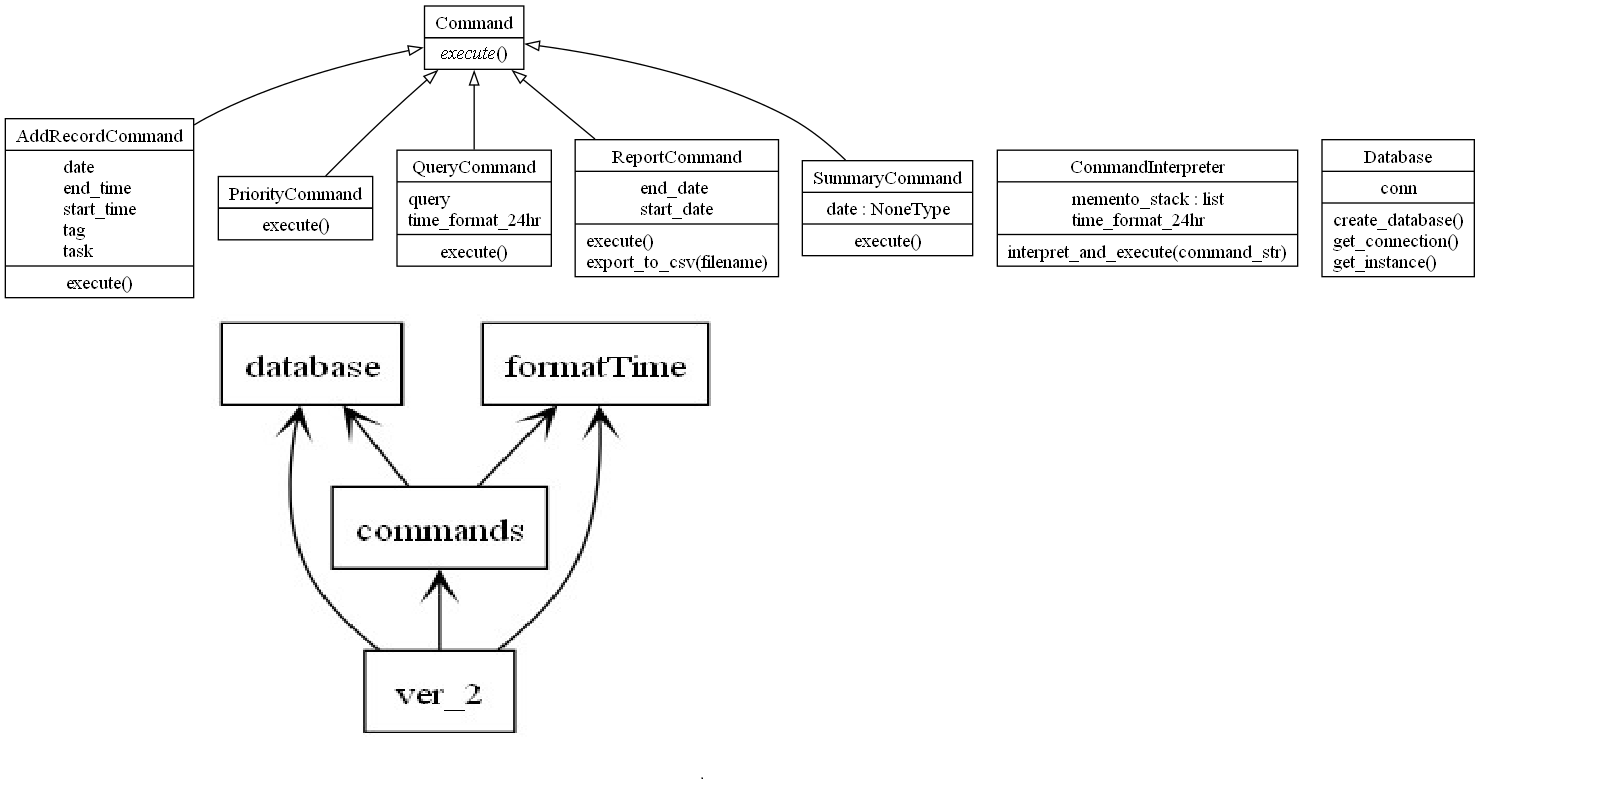 Command
execute()
AddRecordCommand
date
end_time
start_time
tag
task
execute()
PriorityCommand
execute()
QueryCommand
query
time_format_24hr
execute()
ReportCommand
end_date
start_date
execute()
export_to_csv(filename)
SummaryCommand
date : NoneType
execute()
CommandInterpreter
memento_stack : list
time_format_24hr
interpret_and_execute(command_str)
Database
conn
create_database()
get_connection()
get_instance()
database
formatTime
commands
ver_2
.